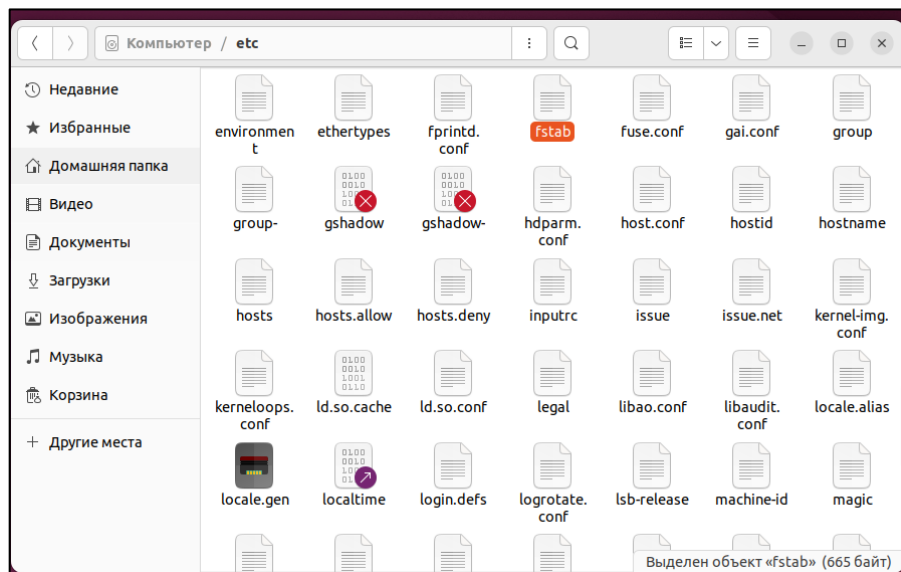 Компьютер / etc
Недавние
Избранные
Домашняя папка
Видео
Документы
Загрузки
Изображения
Музыка
Корзина
+ Другие места
environmen
t
ethertypes
fprintd.
conf
fstab
fuse.conf
gai.conf
group
group-
gshadow
gshadow-
hdparm.
conf
host.conf
hostid
hostname
hosts
hosts.allow
hosts.deny
inputrc
issue
issue.net
kernel-img.
conf
kerneloops.
conf
ld.so.cache
ld.so.conf
legal
libao.conf
libaudit.
conf
locale.alias
locale.gen
localtime
login.defs
logrotate.
conf
lsb-release
machine-id
magic
Выделен объект «fstab» (665 байт)